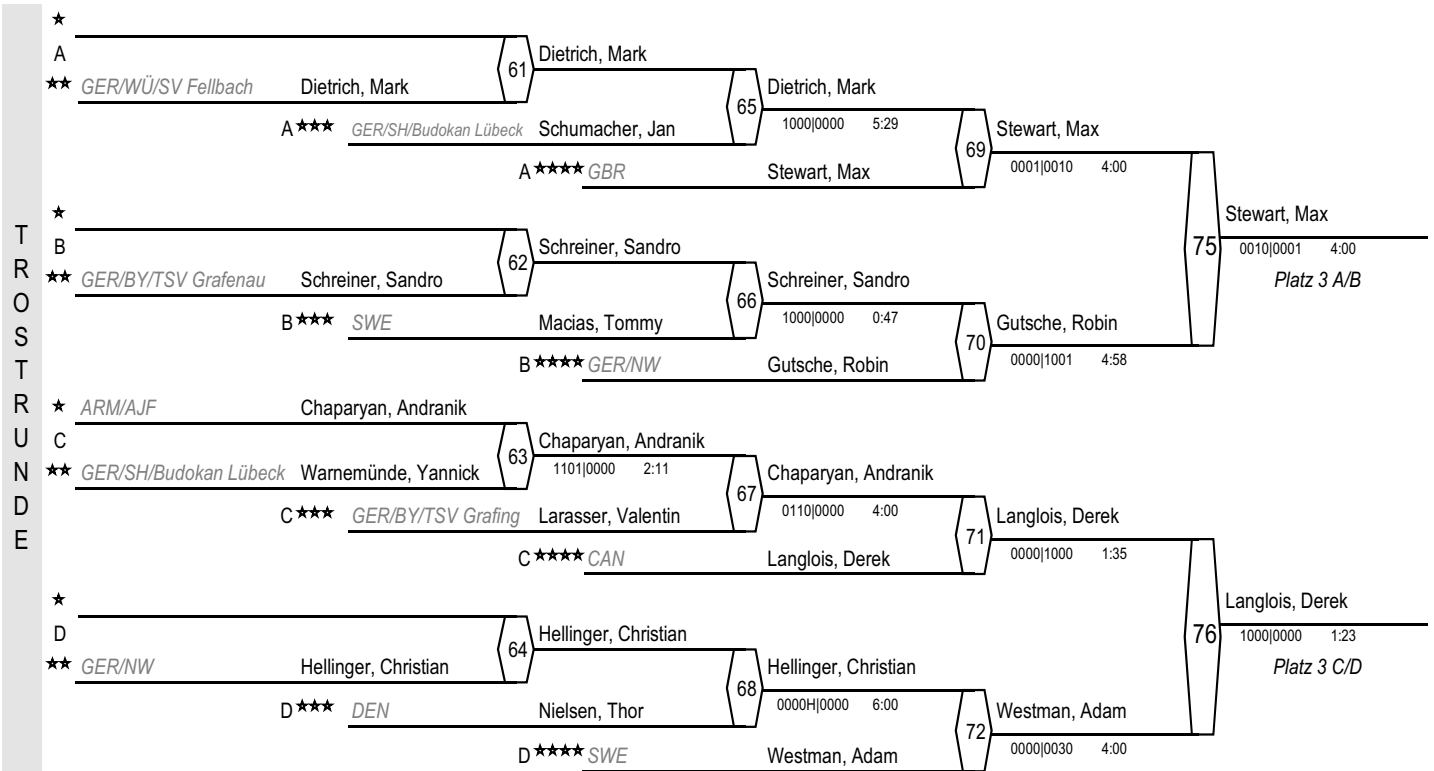 TROSTRUNDE
★
A
★★ GER/WÜ/SV Fellbach Dietrich, Mark
61
Dietrich, Mark
A ★★★ GER/SH/Budokan Lübeck Schumacher, Jan
65
Dietrich, Mark
1000|0000 5:29
A ★★★★ GBR Stewart, Max
69
Stewart, Max
0001|0010 4:00
★
B
★★ GER/BY/TSV Grafenau Schreiner, Sandro
62
Schreiner, Sandro
B ★★★ SWE Macias, Tommy
66
Schreiner, Sandro
1000|0000 0:47
B ★★★★ GER/NW Gutsche, Robin
70
Gutsche, Robin
0000|1001 4:58
75
Stewart, Max
0010|0001 4:00
Platz 3 A/B
★ ARM/AJF Chaparyan, Andranik
C
★★ GER/SH/Budokan Lübeck Warnemünde, Yannick
63
Chaparyan, Andranik
1101|0000 2:11
C ★★★ GER/BY/TSV Grafing Larasser, Valentin
67
Chaparyan, Andranik
0110|0000 4:00
C ★★★★ CAN Langlois, Derek
71
Langlois, Derek
0000|1000 1:35
★
D
★★ GER/NW Hellinger, Christian
64
Hellinger, Christian
D ★★★ DEN Nielsen, Thor
68
Hellinger, Christian
0000H|0000 6:00
D ★★★★ SWE Westman, Adam
72
Westman, Adam
0000|0030 4:00
76
Langlois, Derek
1000|0000 1:23
Platz 3 C/D